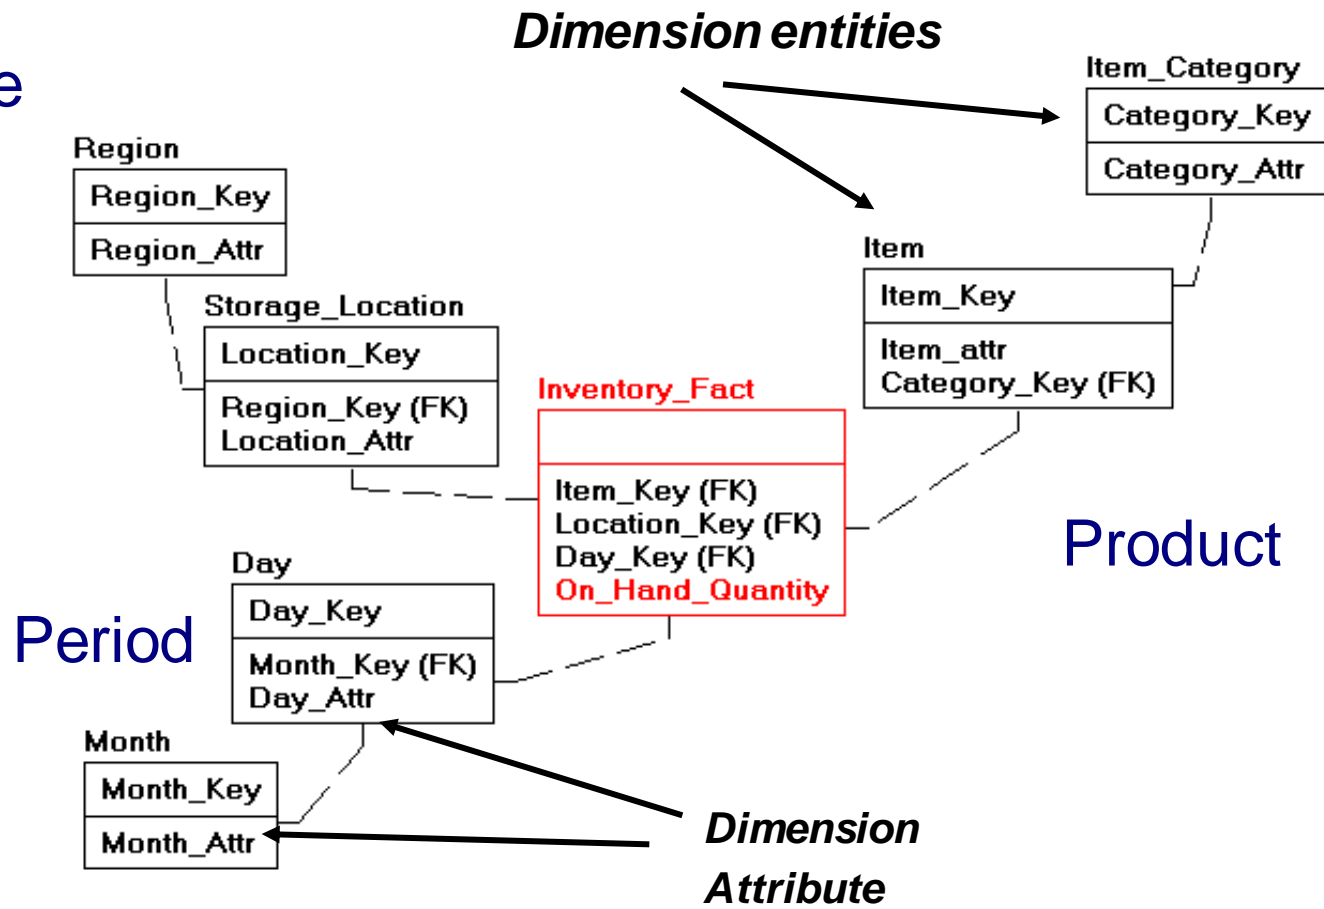 Dimension entities
e
Item_Category
Category_Key
Category_Attr
Region
Region_Key
Region_Attr
Item
Item_Key
Item_attr
Category_Key (FK)
Storage_Location
Location_Key
Region_Key (FK)
Location_Attr
Inventory_Fact
Item_Key (FK)
Location_Key (FK)
Day_Key (FK)
On_Hand_Quantity
Product
Day
Day_Key
Month_Key (FK)
Day_Attr
Period
Month
Month_Key
Month_Attr
Dimension
Attribute